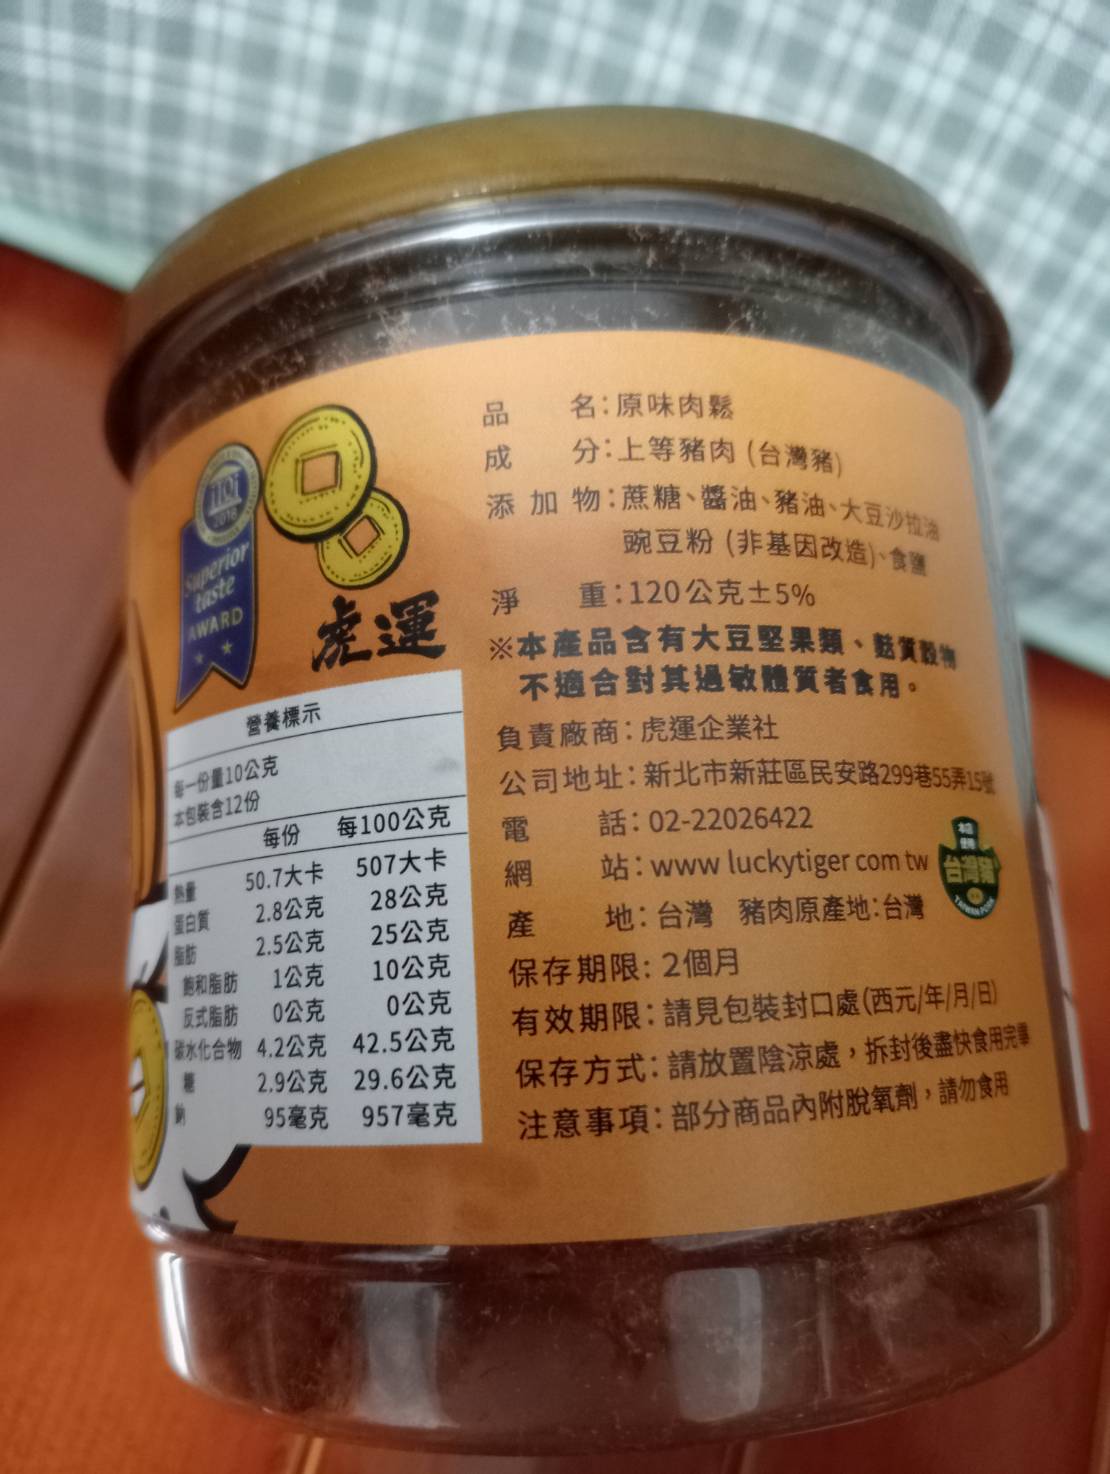 iTQi
2018
Superior
taste
AWARD
虎運
營養標示
每一份量10公克
本包裝含12份
每份 每100公克
熱量 50.7大卡 507大卡
蛋白質 2.8公克 28公克
脂肪 2.5公克 25公克
飽和脂肪 1公克 10公克
反式脂肪 0公克 0公克
碳水化合物 4.2公克 42.5公克
糖 2.9公克 29.6公克
鈉 95毫克 957毫克
品名：原味肉鬆
成分：上等豬肉 (台灣豬)
添加物：蔗糖、醬油、豬油、大豆沙拉油
豌豆粉 (非基因改造)、食鹽
淨重：120公克±5%
※本產品含有大豆堅果類、麩質穀物
不適合對其過敏體質者食用。
負責廠商：虎運企業社
公司地址：新北市新莊區民安路299巷55弄15號
電話：02-22026422
網站：www luckytiger com tw
產地：台灣 豬肉原產地：台灣
保存期限：2個月
有效期限：請見包裝封口處(西元/年/月/日)
保存方式：請放置陰涼處，拆封後盡快食用完畢
注意事項：部分商品內附脫氧劑，請勿食用
台灣豬
TAIWAN PORK